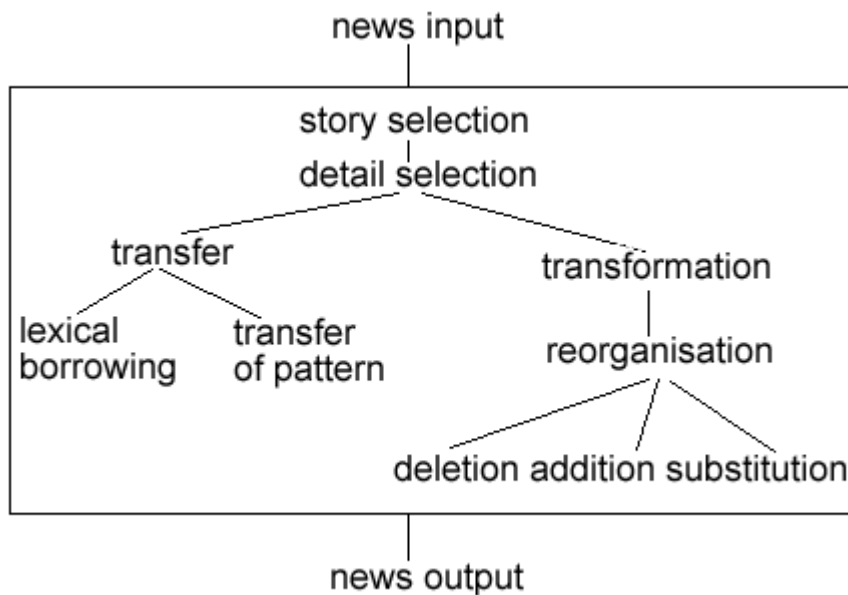 news input
story selection
detail selection
transfer
transformation
lexical
borrowing
transfer
of pattern
reorganisation
deletion addition substitution
news output